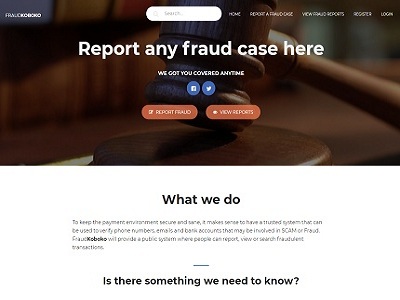 FRAUDKOBOKO
Search...
HOME
REPORT A FRAUD CASE
VIEW FRAUD REPORTS
REGISTER
LOGIN
Report any fraud case here
WE GOT YOU COVERED ANYTIME
REPORT FRAUD
VIEW REPORTS
What we do
To keep the payment environment secure and sane, it makes sense to have a trusted system that can
be used to verify phone numbers, emails and bank accounts that may be involved in SCAM or Fraud.
FraudKoboko will provide a public system where people can report, view or search fraudulent
transactions.
Is there something we need to know?